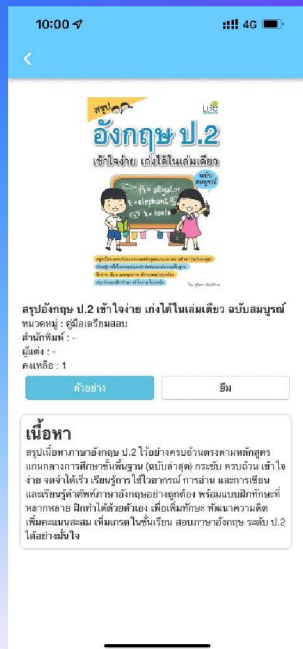 10:00
4G
สรุป
Life
อังกฤษ ป.2
เข้าใจง่าย เก่งได้ในเล่มเดียว
ฉบับ
สมบูรณ์
A = alligator
E = elephant
สรุปอังกฤษ ป.2 เข้าใจง่าย เก่งได้ในเล่มเดียว ฉบับสมบูรณ์
หมวดหมู่ : คู่มือเตรียมสอบ
สำนักพิมพ์ : -
ผู้แต่ง : -
คงเหลือ : 1
ตัวอย่าง
ยืม
เนื้อหา
สรุปเนื้อหาภาษาอังกฤษ ป.2 ไว้อย่างครบถ้วนตรงตามหลักสูตร
แกนกลางการศึกษาขั้นพื้นฐาน (ฉบับล่าสุด) กระชับ ครบถ้วน เข้าใจ
ง่าย จดจำได้เร็ว เรียนรู้การใช้ไวยากรณ์ การอ่าน และการเขียน
และเรียนรู้คำศัพท์ภาษาอังกฤษอย่างถูกต้อง พร้อมแบบฝึกทักษะที่
หลากหลาย ฝึกทำได้ด้วยตัวเอง เพื่อเพิ่มทักษะ พัฒนาความคิด
เพิ่มคะแนนสะสม เพิ่มเกรดในชั้นเรียน สอบภาษาอังกฤษ ระดับ ป.2
ได้อย่างมั่นใจ